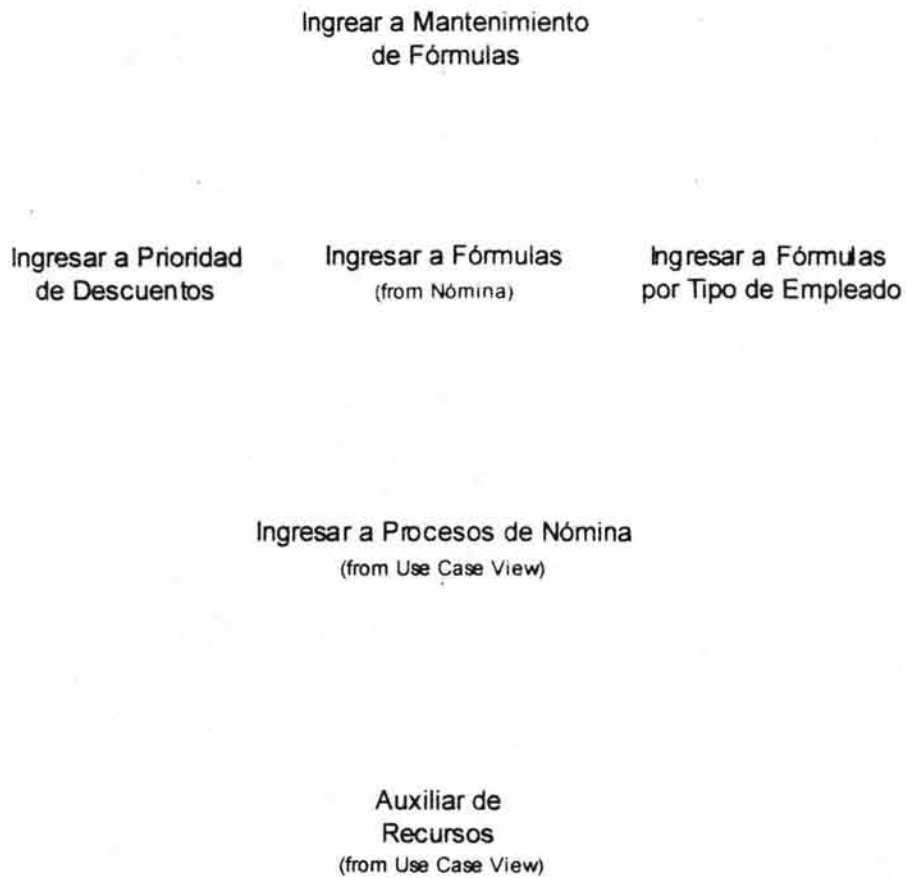 Ingrear a Mantenimiento
de Fórmulas
Ingresar a Prioridad
de Descuentos
Ingresar a Fórmulas
(from Nómina)
Ingresar a Fórmulas
por Tipo de Empleado
Ingresar a Procesos de Nómina
(from Use Case View)
Auxiliar de
Recursos
(from Use Case View)